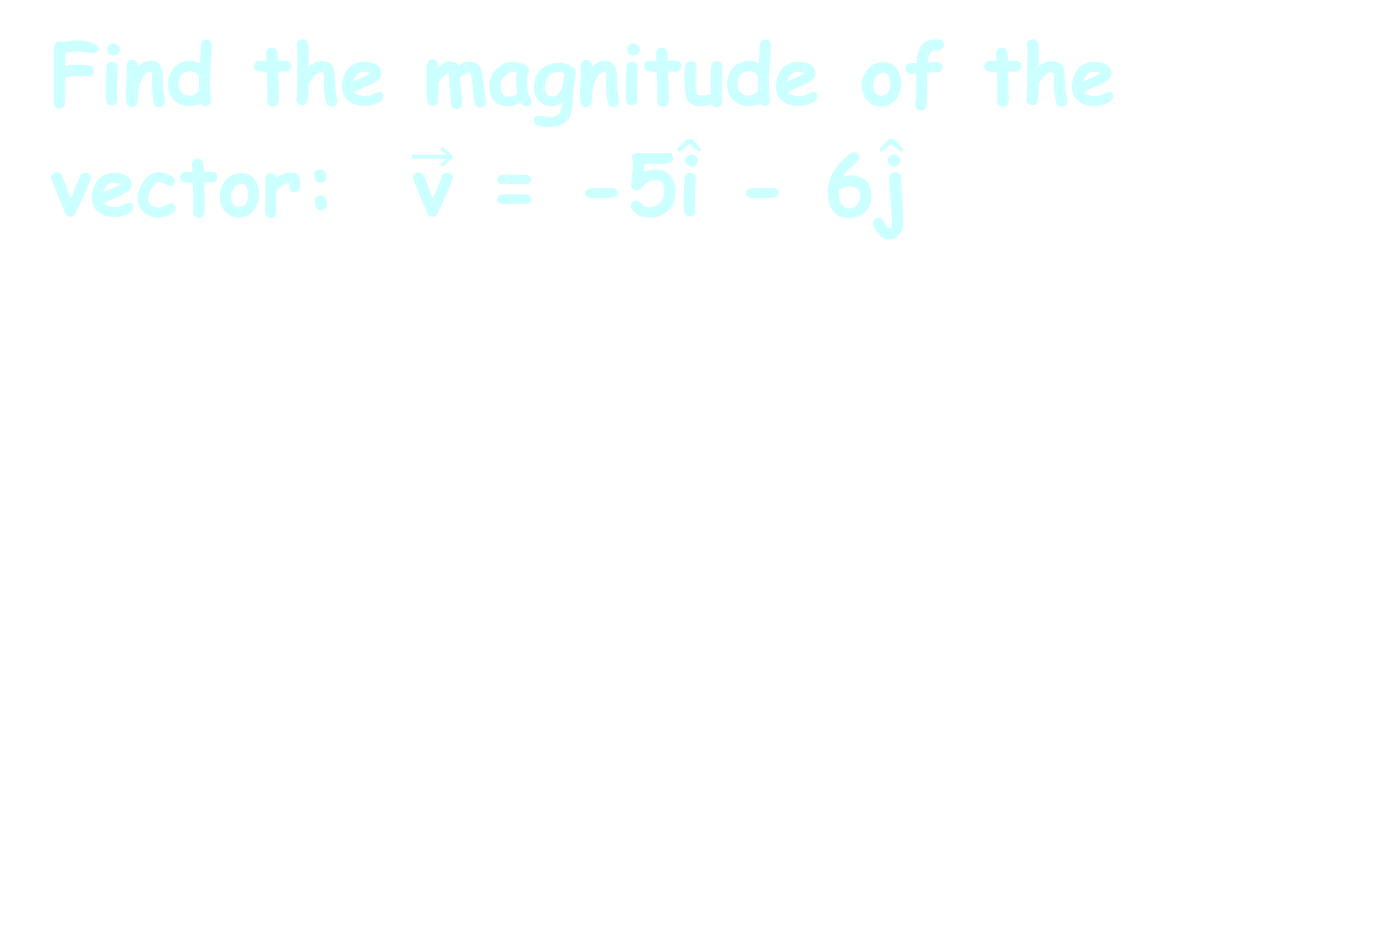 Find the magnitude of the
vector: v⃗ = -5î - 6ĵ